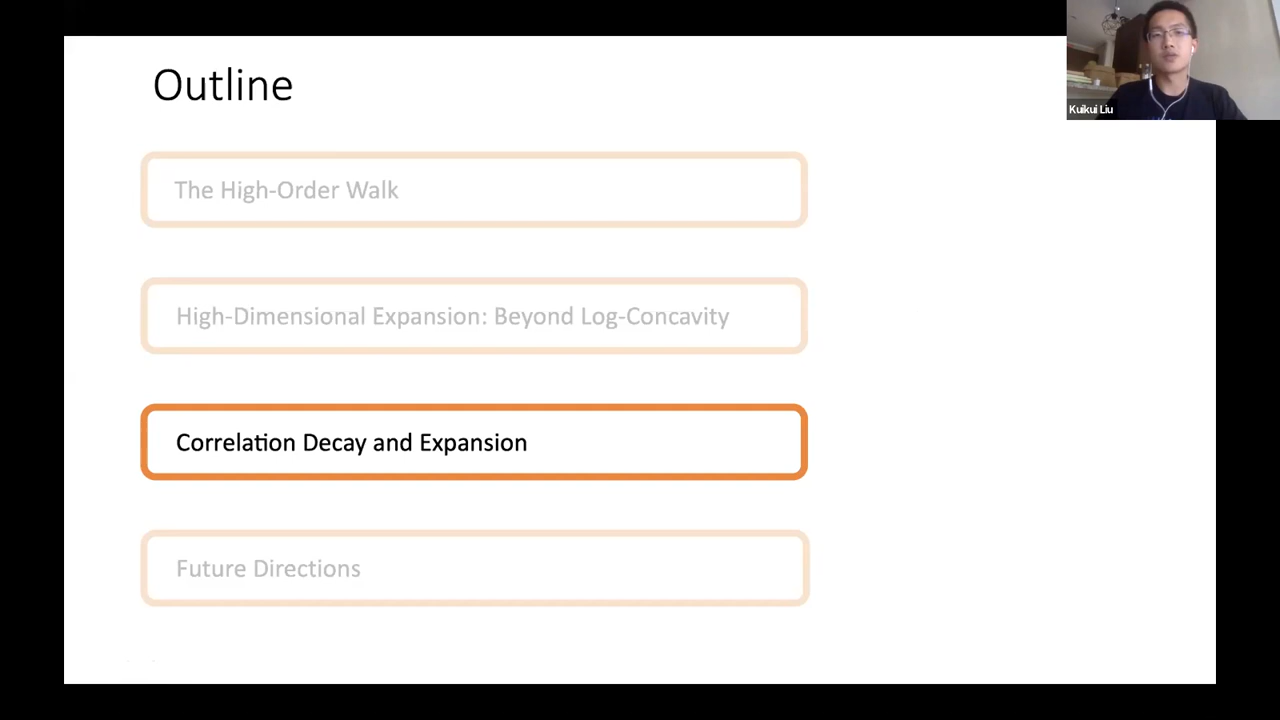 Outline
Kuikui Liu
The High-Order Walk
High-Dimensional Expansion: Beyond Log-Concavity
Correlation Decay and Expansion
Future Directions